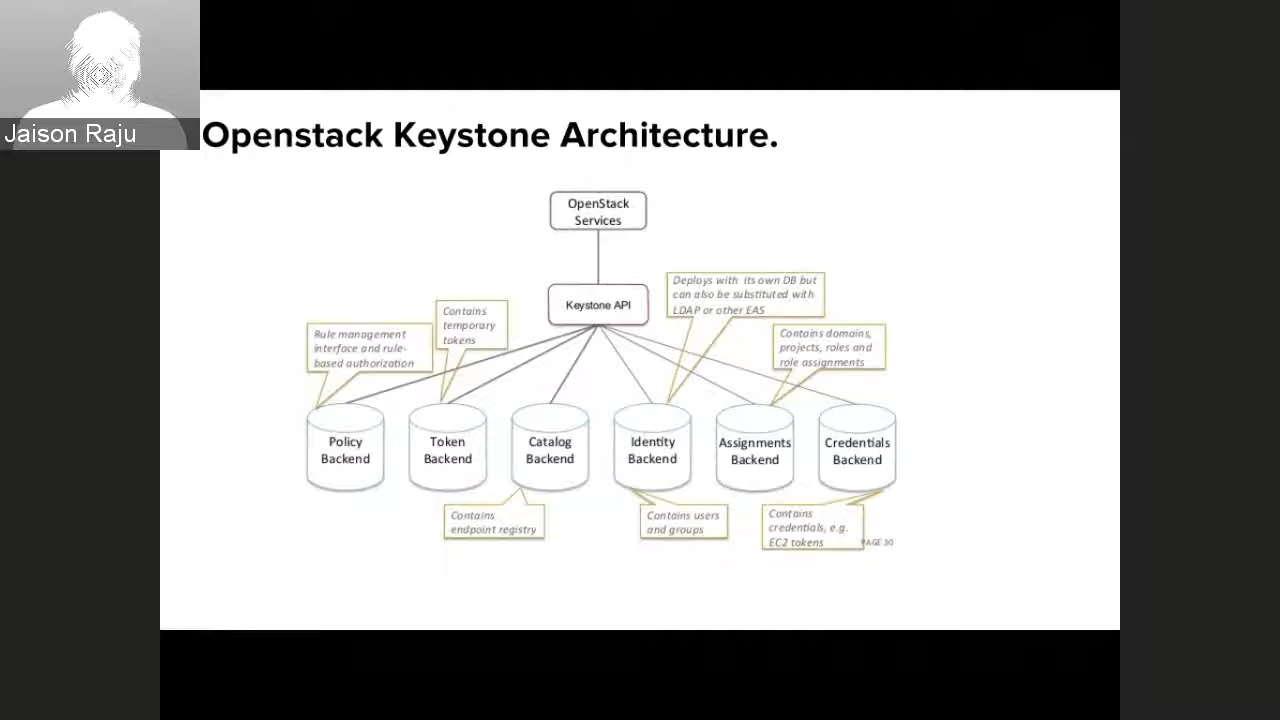 Jaison Raju
Openstack Keystone Architecture.
OpenStack
Services
Keystone API
Deploys with its own DB but
can also be substituted with
LDAP or other EAS
Contains
temporary
tokens
Rule management
interface and rule-
based authorization
Contains domains,
projects, roles and
role assignments
Policy
Backend
Token
Backend
Catalog
Backend
Identity
Backend
Assignments
Backend
Credentials
Backend
Contains
endpoint registry
Contains users
and groups
Contains
credentials, e.g.
EC2 tokens
PAGE 30